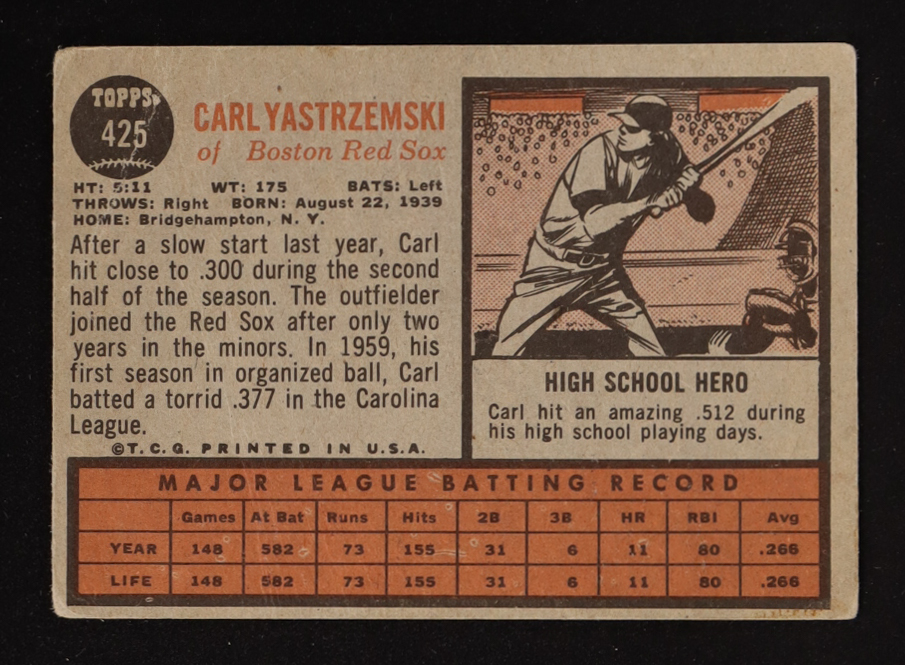 TOPPS
425
CARL YASTRZEMSKI
of Boston Red Sox
HT: 5:11 WT: 175 BATS: Left
THROWS: Right BORN: August 22, 1939
HOME: Bridgehampton, N. Y.
After a slow start last year, Carl
hit close to .300 during the second
half of the season. The outfielder
joined the Red Sox after only two
years in the minors. In 1959, his
first season in organized ball, Carl
batted a torrid .377 in the Carolina
League.
©T. C. G. PRINTED IN U.S.A.
HIGH SCHOOL HERO
Carl hit an amazing .512 during
his high school playing days.
MAJOR LEAGUE BATTING RECORD
Games At Bat Runs Hits 2B 3B HR RBI Avg
YEAR 148 582 73 155 31 6 11 80 .266
LIFE 148 582 73 155 31 6 11 80 .266